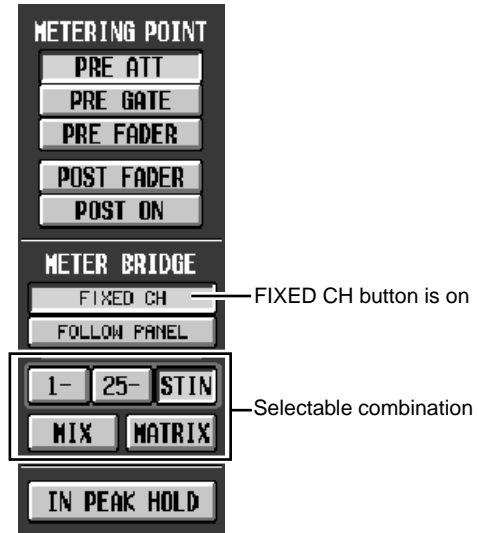 METERING POINT
PRE ATT
PRE GATE
PRE FADER
POST FADER
POST ON
METER BRIDGE
FIXED CH
FIXED CH button is on
FOLLOW PANEL
1- 25- STIN
Selectable combination
MIX MATRIX
IN PEAK HOLD